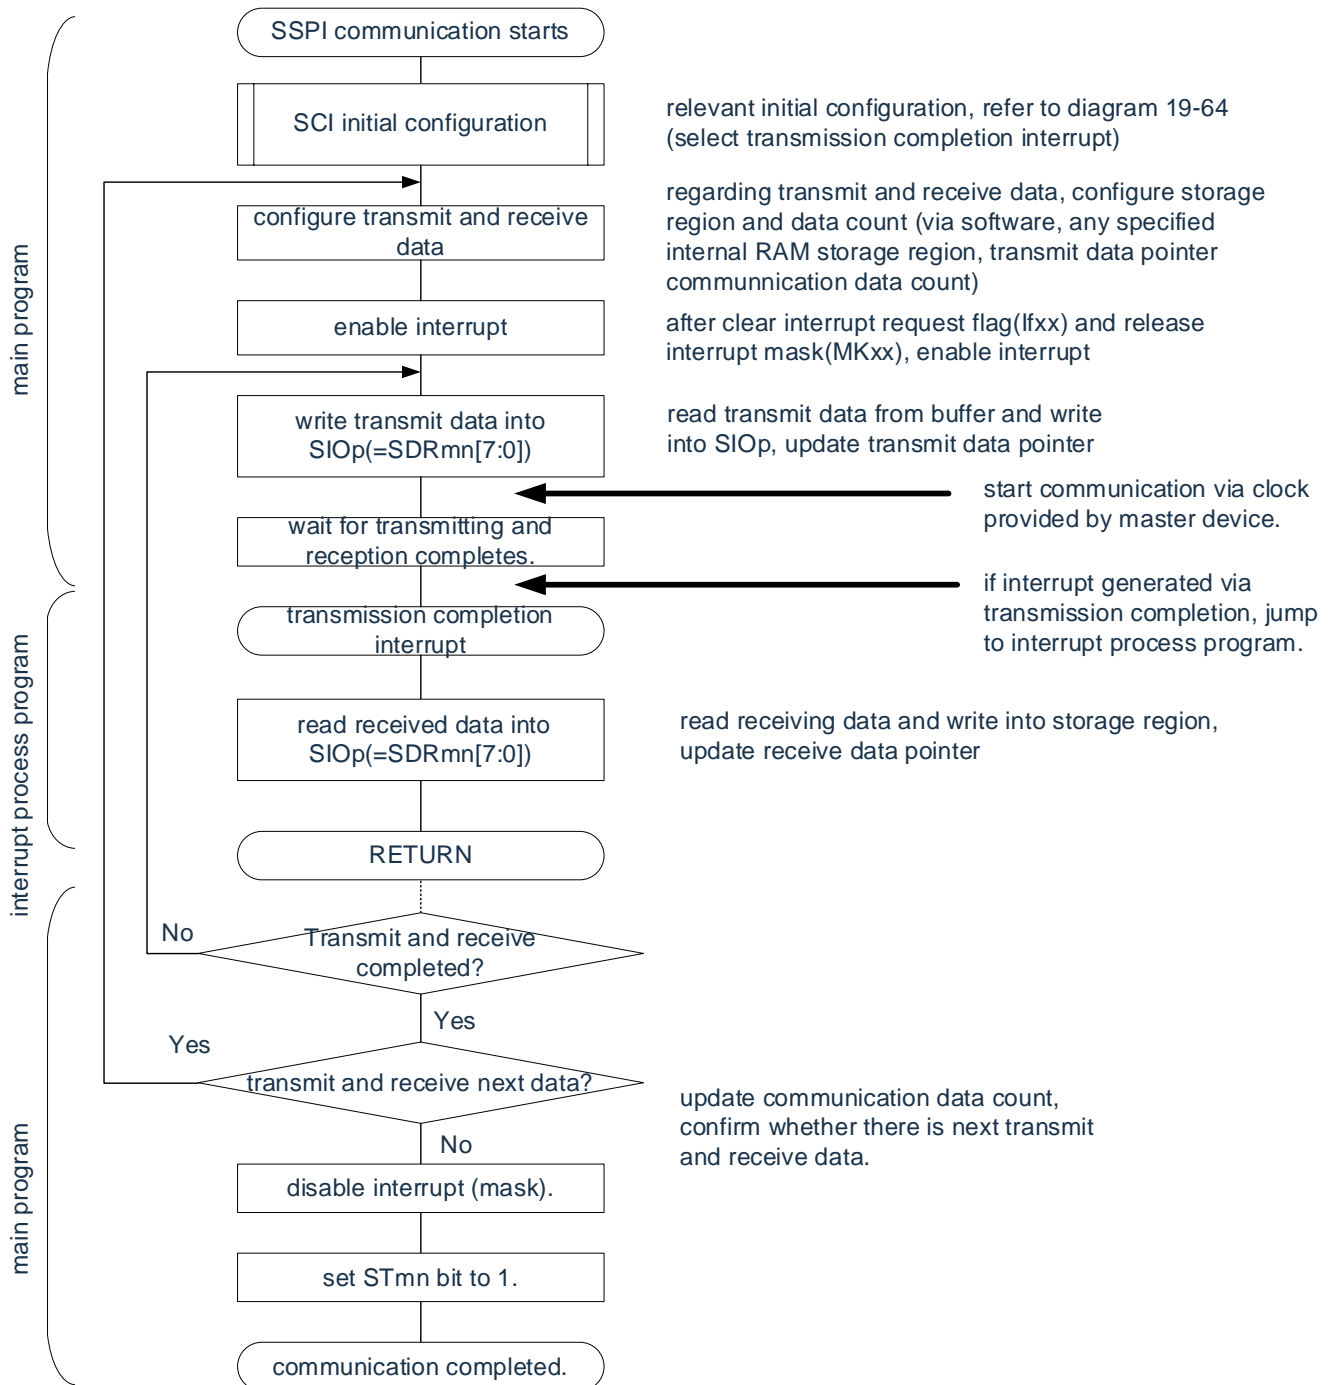 SSPI communication starts
SCI initial configuration
relevant initial configuration, refer to diagram 19-64
(select transmission completion interrupt)
configure transmit and receive
data
regarding transmit and receive data, configure storage
region and data count (via software, any specified
internal RAM storage region, transmit data pointer
communnication data count)
main program
enable interrupt
after clear interrupt request flag(Ifxx) and release
interrupt mask(MKxx), enable interrupt
write transmit data into
SIOp(=SDRmn[7:0])
read transmit data from buffer and write
into SIOp, update transmit data pointer
start communication via clock
provided by master device.
wait for transmitting and
reception completes.
if interrupt generated via
transmission completion, jump
to interrupt process program.
transmission completion
interrupt
interrupt process program
read received data into
SIOp(=SDRmn[7:0])
read receiving data and write into storage region,
update receive data pointer
RETURN
No
Transmit and receive
completed?
Yes
Yes
transmit and receive next data?
update communication data count,
confirm whether there is next transmit
and receive data.
No
main program
disable interrupt (mask).
set STmn bit to 1.
communication completed.